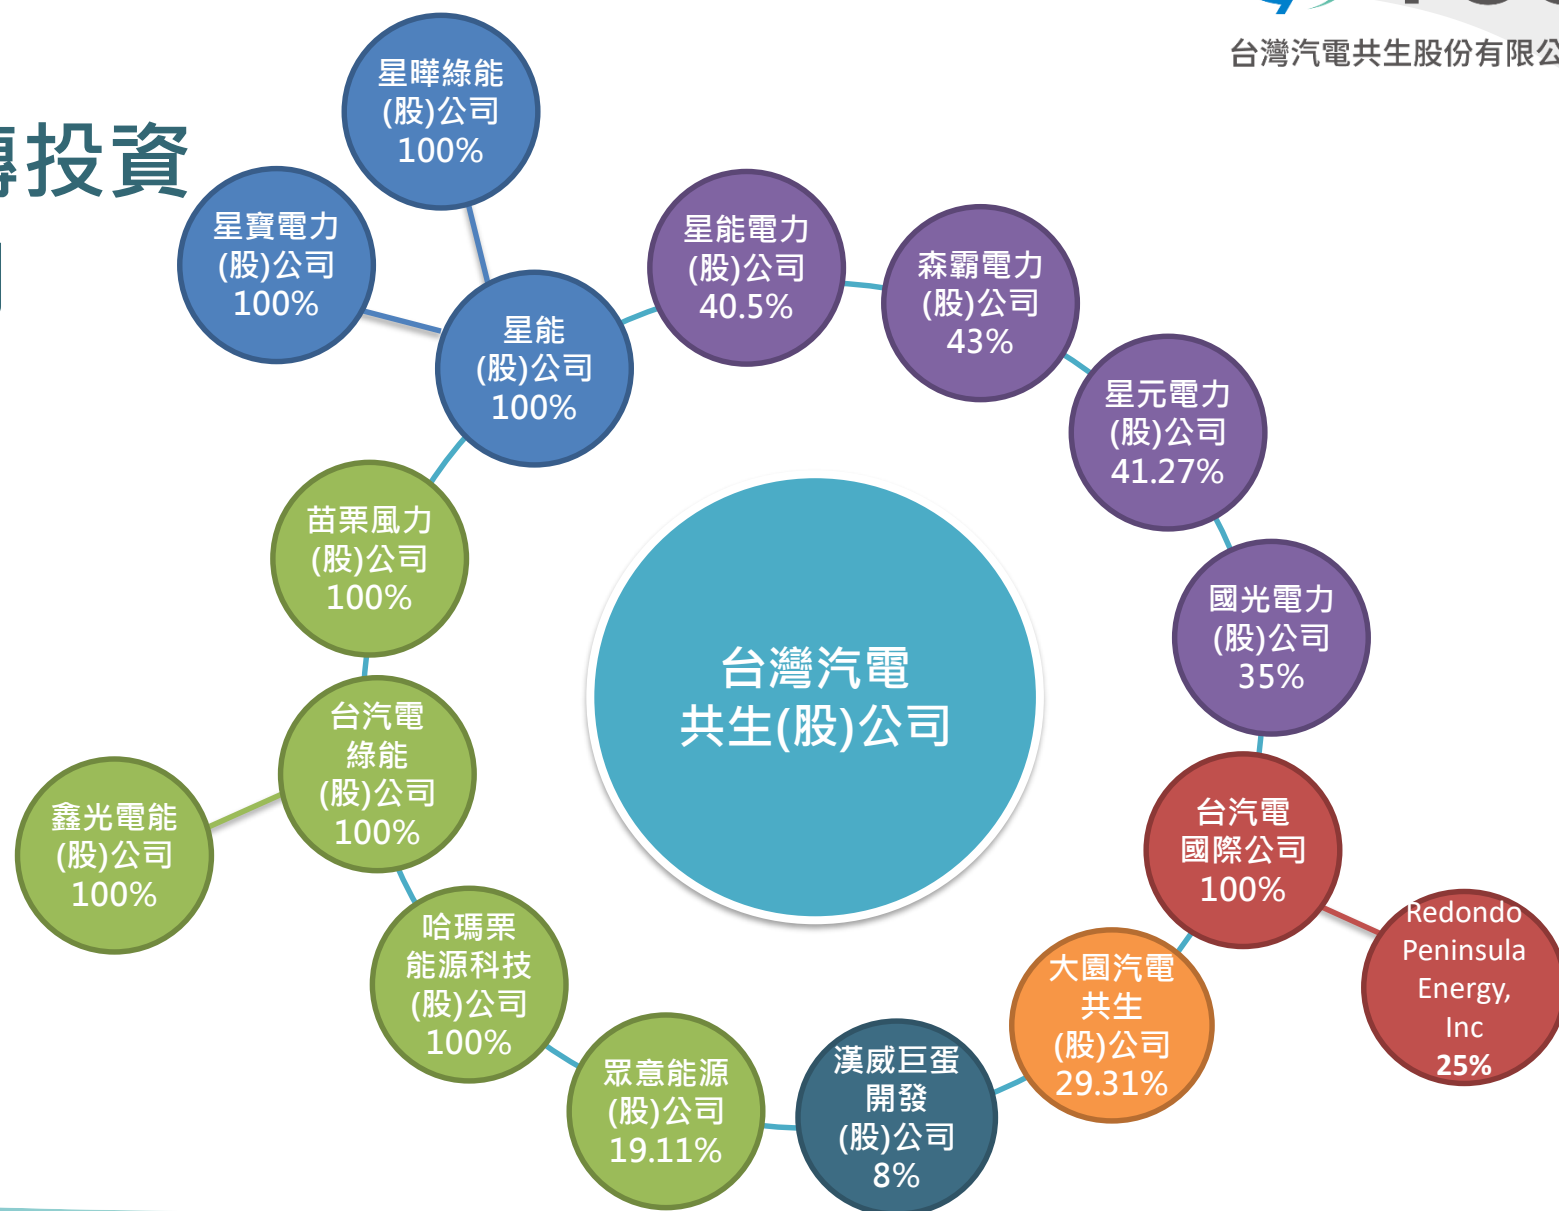 台灣汽電共生股份有限公
投資
星曄綠能
(股)公司
100%
星寶電力
(股)公司
100%
星能
(股)公司
100%
星能電力
(股)公司
40.5%
森霸電力
(股)公司
43%
星元電力
(股)公司
41.27%
國光電力
(股)公司
35%
台灣汽電
共生(股)公司
苗栗風力
(股)公司
100%
台汽電
綠能
(股)公司
100%
鑫光電能
(股)公司
100%
哈瑪栗
能源科技
(股)公司
100%
眾意能源
(股)公司
19.11%
漢威巨蛋
開發
(股)公司
8%
大園汽電
共生
(股)公司
29.31%
台汽電
國際公司
100%
Redondo
Peninsula
Energy,
Inc
25%